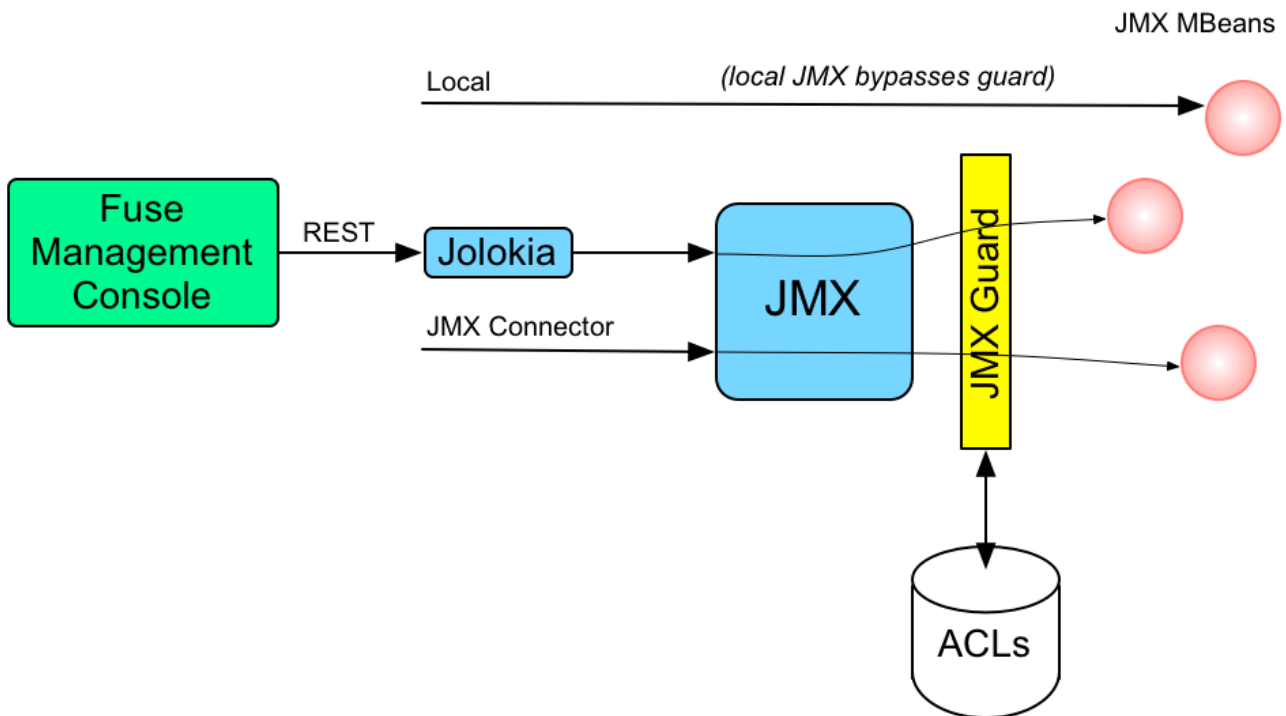 JMX MBeans
Local
(local JMX bypasses guard)
Fuse
Management
Console
REST
Jolokia
JMX Connector
JMX
JMX Guard
ACLs